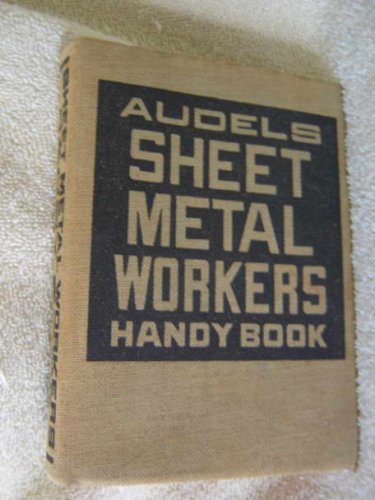 AUDELS
SHEET
METAL
WORKERS
HANDY BOOK
SHEET METAL WORKERS